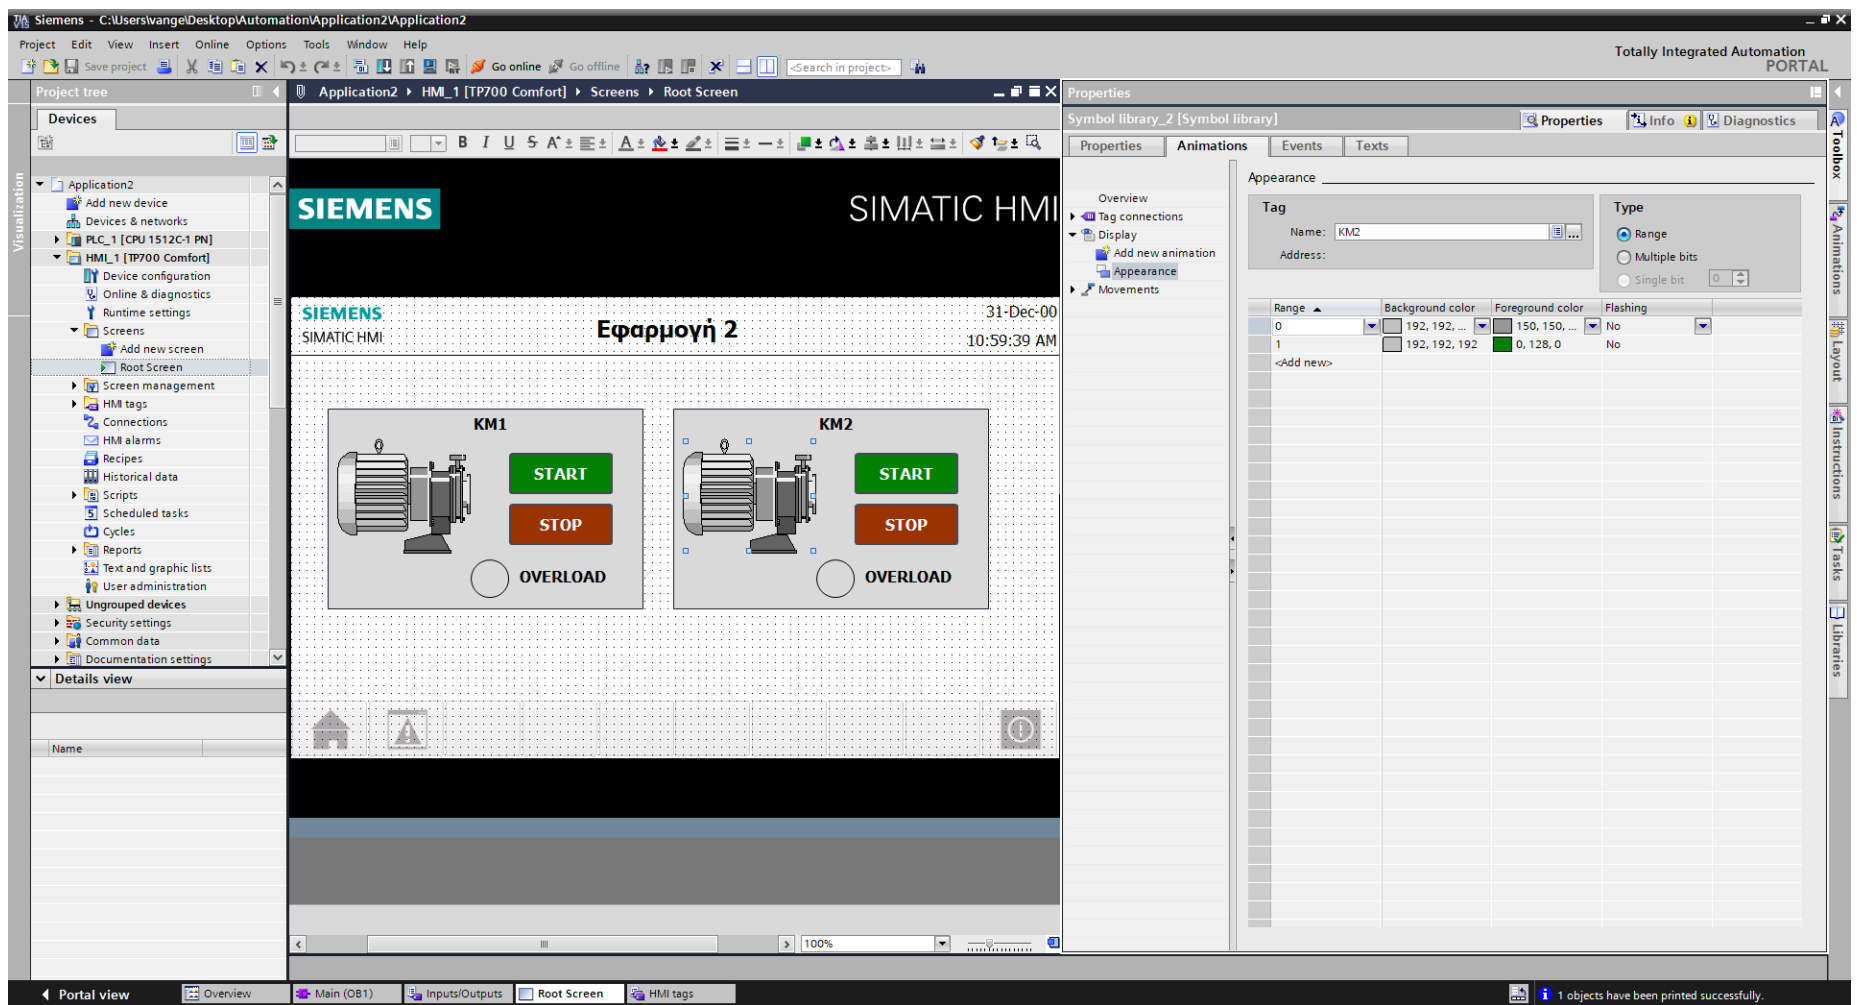 Siemens - C:\Users\vange\Desktop\Automation\Application2\Application2
Project Edit View Insert Online Options Tools Window Help
Totally Integrated Automation
PORTAL
Save project
Go online
Go offline
<Search in project>
Project tree
Application2 HMI_1 [TP700 Comfort] Screens Root Screen
Properties
Devices
Symbol library_2 [Symbol library]
Properties Info Diagnostics
Properties Animations Events Texts
Visualization
Application2
Add new device
Devices & networks
PLC_1 [CPU 1512C-1 PN]
HMI_1 [TP700 Comfort]
Device configuration
Online & diagnostics
Runtime settings
Screens
Add new screen
Root Screen
Screen management
HMI tags
Connections
HMI alarms
Recipes
Historical data
Scripts
Scheduled tasks
Cycles
Reports
Text and graphic lists
User administration
Ungrouped devices
Security settings
Common data
Documentation settings
Details view
Name
B I U S A A
SIEMENS
SIMATIC HMI
SIEMENS
SIMATIC HMI
Εφαρμογή 2
31-Dec-00
10:59:39 AM
KM1
START
STOP
OVERLOAD
KM2
START
STOP
OVERLOAD
100%
Overview
Tag connections
Display
Add new animation
Appearance
Movements
Appearance
Tag
Name: KM2
Address:
Type
Range
Multiple bits
Single bit 0
Range Background color Foreground color Flashing
0 192, 192, ... 150, 150, ... No
1 192, 192, 192 0, 128, 0 No
<Add new>
Toolbox
Animations
Layout
Instructions
Tasks
Libraries
Portal view Overview Main (OB1) Inputs/Outputs Root Screen HMI tags
1 objects have been printed successfully.